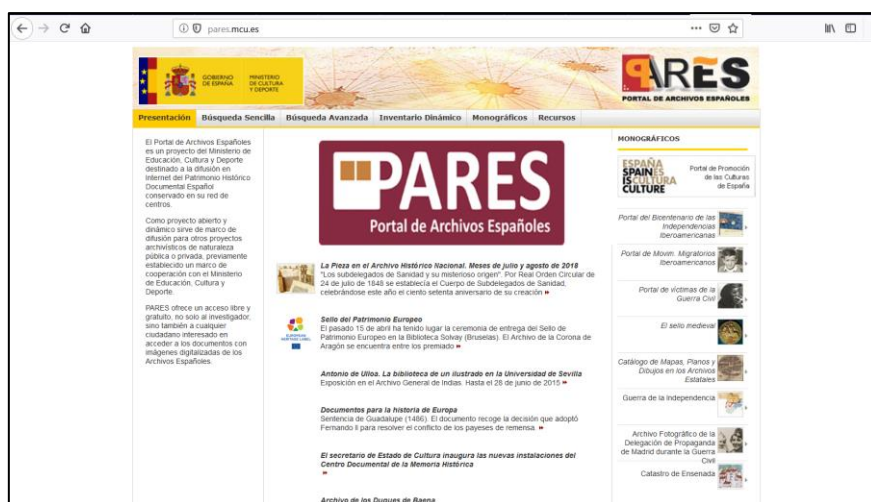 pares.mcu.es
GOBIERNO
DE ESPAÑA
MINISTERIO
DE CULTURA
Y DEPORTE
PARES
PORTAL DE ARCHIVOS ESPAÑOLES
Presentación Búsqueda Sencilla Búsqueda Avanzada Inventario Dinámico Monográficos Recursos
El Portal de Archivos Españoles
es un proyecto del Ministerio de
Educación, Cultura y Deporte
destinado a la difusión en
Internet del Patrimonio Histórico
Documental Español
conservado en su red de
centros.
Como proyecto abierto y
dinámico sirve de marco de
difusión para otros proyectos
archivísticos de naturaleza
pública o privada, previamente
establecido un marco de
cooperación con el Ministerio
de Educación, Cultura y
Deporte.
PARES ofrece un acceso libre y
gratuito, no solo al investigador,
sino también a cualquier
ciudadano interesado en
acceder a los documentos con
imágenes digitalizadas de los
Archivos Españoles.
PARES
Portal de Archivos Españoles
La Pieza en el Archivo Histórico Nacional. Meses de julio y agosto de 2018
"Los subdelegados de Sanidad y su misterioso origen". Por Real Orden Circular de
24 de julio de 1848 se establecía el Cuerpo de Subdelegados de Sanidad,
celebrándose este año el ciento setenta aniversario de su creación
EUROPEAN
HERITAGE LABEL
Sello del Patrimonio Europeo
El pasado 15 de abril ha tenido lugar la ceremonia de entrega del Sello de
Patrimonio Europeo en la Biblioteca Solvay (Bruselas). El Archivo de la Corona de
Aragón se encuentra entre los premiado
Antonio de Ulloa. La biblioteca de un ilustrado en la Universidad de Sevilla
Exposición en el Archivo General de Indias. Hasta el 28 de junio de 2015
Documentos para la historia de Europa
Sentencia de Guadalupe (1486). El documento recoge la decisión que adoptó
Fernando II para resolver el conflicto de los payeses de remensa.
El secretario de Estado de Cultura inaugura las nuevas instalaciones del
Centro Documental de la Memoria Histórica
Archivo de los Duques de Baena.
MONOGRÁFICOS
ESPAÑA
SPAIN ES
IS CULTURA
CULTURE
Portal de Promoción
de las Culturas
de España
Portal del Bicentenario de las
Independencias
Iberoamericanas
Portal de Movm. Migratorios
Iberoamericanos
Portal de víctimas de la
Guerra Civil
El sello medieval
Catálogo de Mapas, Planos y
Dibujos en los Archivos
Estatales
Guerra de la Independencia
Archivo Fotográfico de la
Delegación de Propaganda
de Madrid durante la Guerra
Civil
Catastro de Ensenada